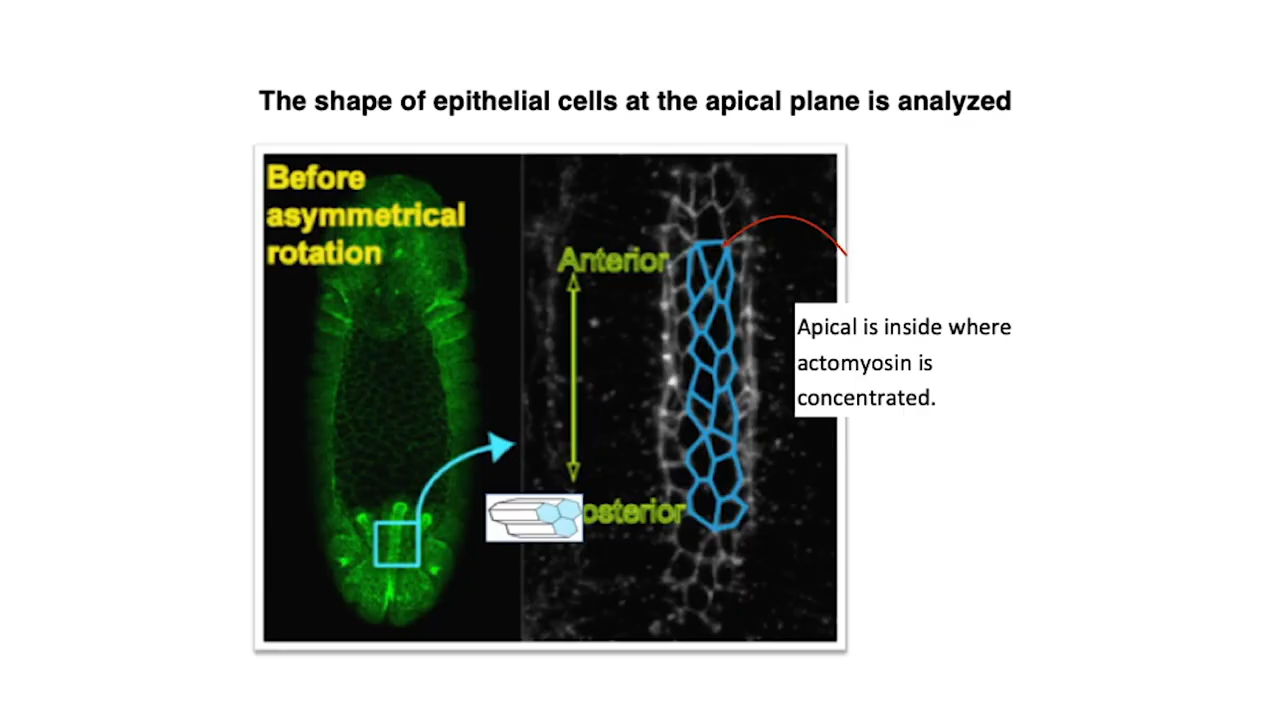 The shape of epithelial cells at the apical plane is analyzed
Before
asymmetrical
rotation
Anterior
Apical is inside where
actomyosin is
concentrated.
osterior